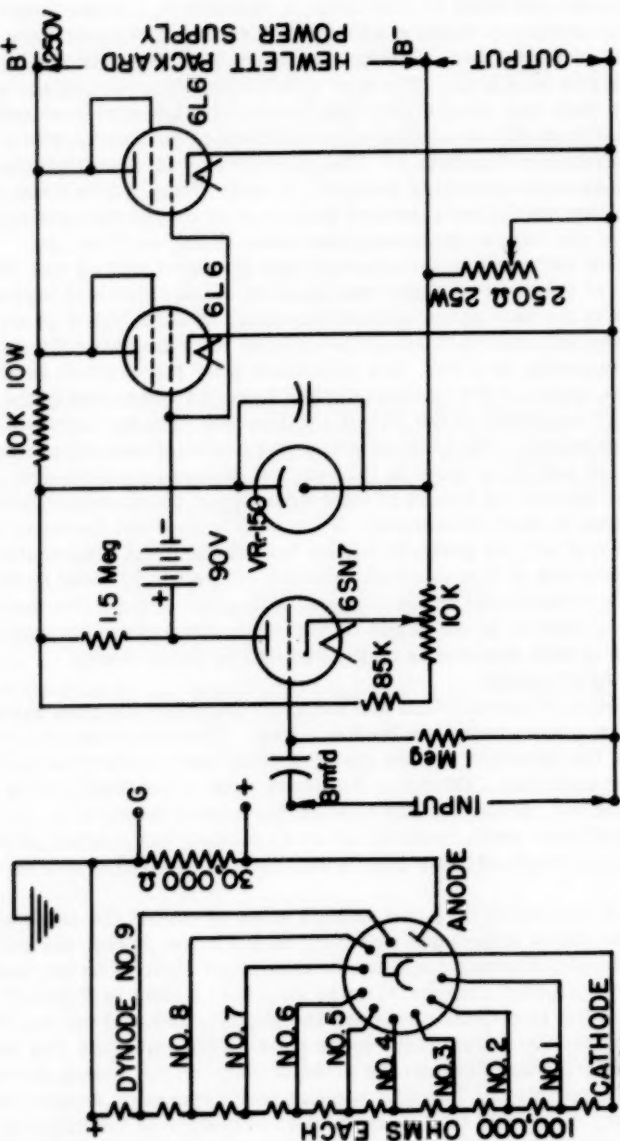 +
DYNODE NO. 9
NO. 8
NO. 7
NO. 6
NO. 5
NO. 4
NO. 3
NO. 2
NO. 1
CATHODE
100,000 OHMS EACH
ANODE
30,000 Ω
G
+
INPUT
8mfd
1 Meg
85K
10K
6SN7
1.5 Meg
+
-
90V
VR-150
10K 10W
6L6
6L6
250Ω 25W
B+
250V
HEWLETT PACKARD
POWER SUPPLY
B-
OUTPUT